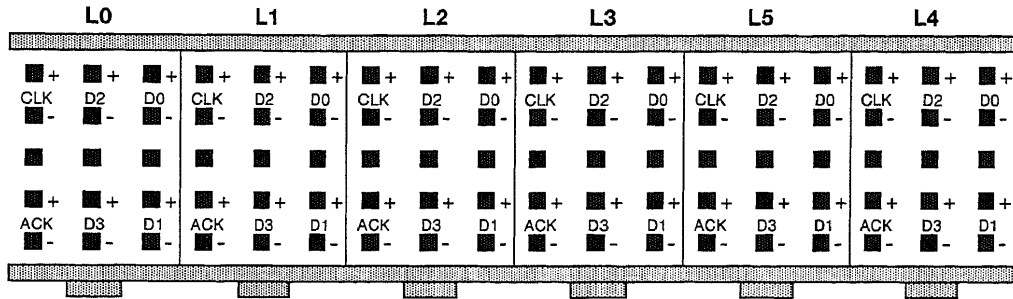 L0 L1 L2 L3 L5 L4
+ + + + + + + + + + + + + + + + + +
CLK D2 D0 CLK D2 D0 CLK D2 D0 CLK D2 D0 CLK D2 D0 CLK D2 D0
- - - - - - - - - - - - - - - - - -
+ + + + + + + + + + + + + + + + + +
ACK D3 D1 ACK D3 D1 ACK D3 D1 ACK D3 D1 ACK D3 D1 ACK D3 D1
- - - - - - - - - - - - - - - - - -